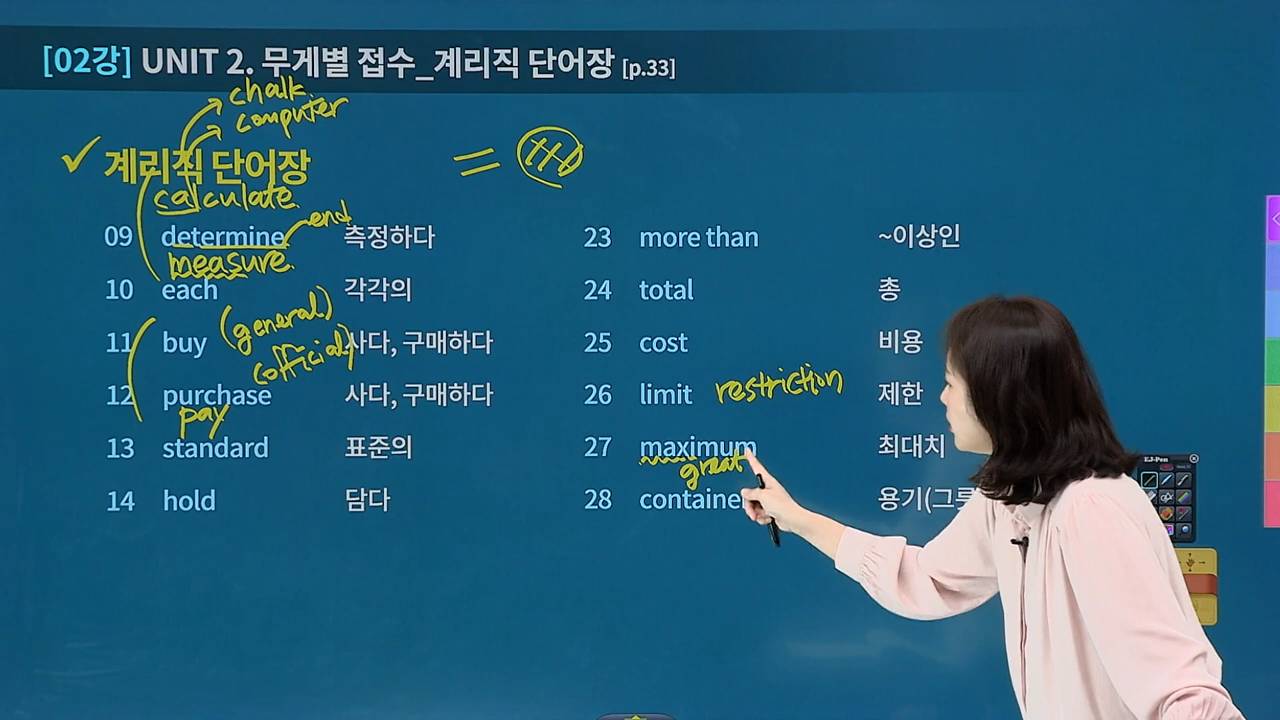 [02강] UNIT 2. 무게별 접수_계리직 단어장 [p.33]
chalk
computer
계리직 단어장
=
calculate
end
09 determine 측정하다
measure
10 each 각각의
(general)
11 buy 사다, 구매하다
(official)
12 purchase 사다, 구매하다
pay
13 standard 표준의
14 hold 담다
23 more than ~이상인
24 total 총
25 cost 비용
26 limit restriction 제한
27 maximum 최대치
great
28 containe 용기(그릇
EJ-Pen